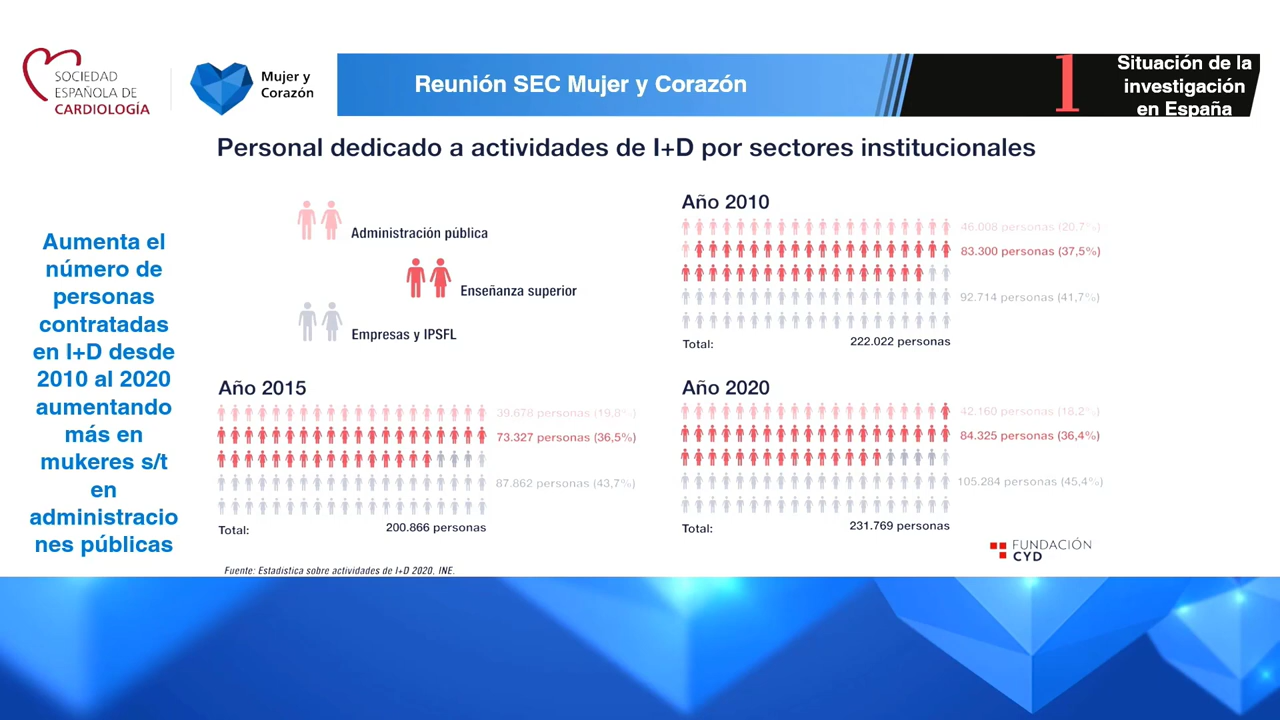 SOCIEDAD
ESPAÑOLA DE
CARDIOLOGÍA
Mujer y
Corazón
Reunión SEC Mujer y Corazón
1
Situación de la
investigación
en España
Personal dedicado a actividades de I+D por sectores institucionales
Aumenta el
número de
personas
contratadas
en I+D desde
2010 al 2020
aumentando
más en
mukeres s/t
en
administracio
nes públicas
Administración pública
Enseñanza superior
Empresas y IPSFL
Año 2010
46.008 personas (20,7%)
83.300 personas (37,5%)
92.714 personas (41,7%)
Total:
222.022 personas
Año 2015
39.678 personas (19,8%)
73.327 personas (36,5%)
87.862 personas (43,7%)
Total:
200.866 personas
Año 2020
42.160 personas (18,2%)
84.325 personas (36,4%)
105.284 personas (45,4%)
Total:
231.769 personas
Fuente: Estadística sobre actividades de I+D 2020, INE.
FUNDACIÓN
CYD